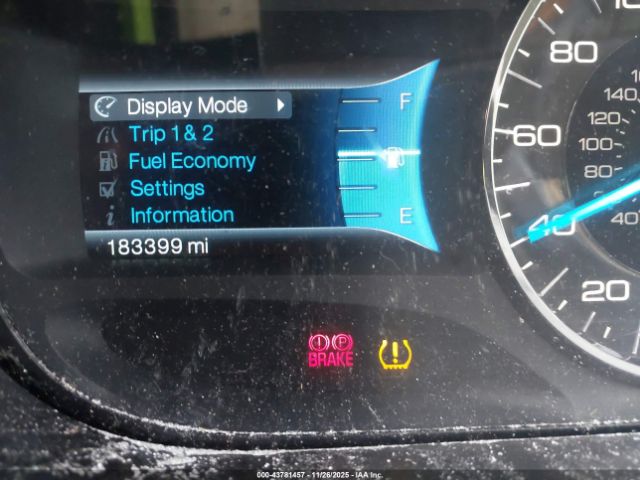 Display Mode
Trip 1 & 2
Fuel Economy
Settings
i Information
183399 mi
F
E
80
60
40
20
140
120
100
80
40
(!) (P)
BRAKE
(!)
000-43781457 | 11/26/2025 - IAA Inc.